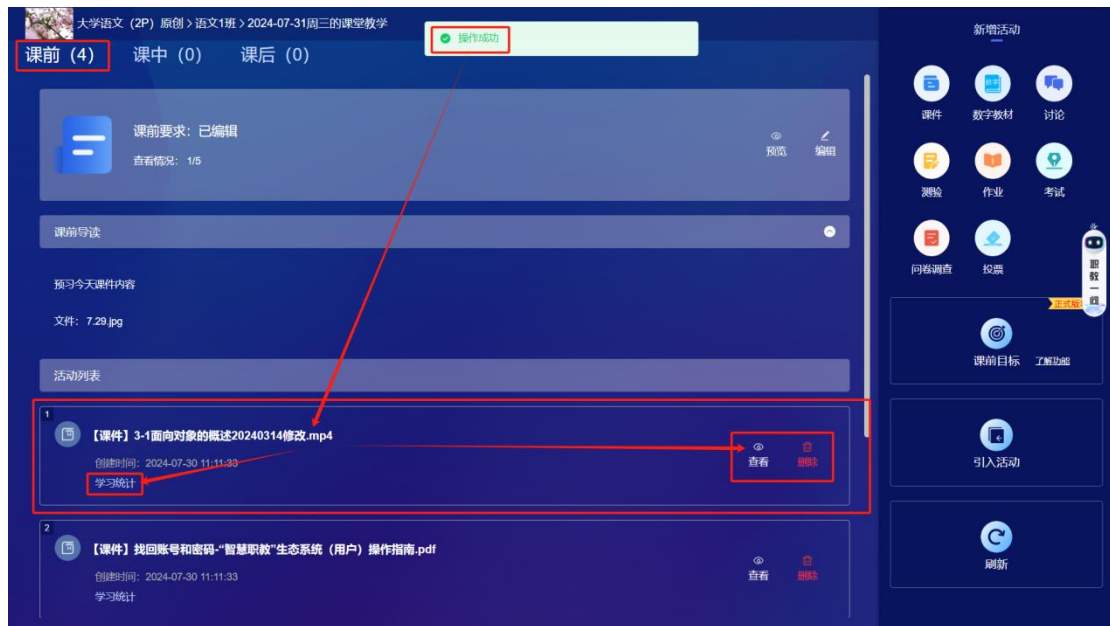 大学语文（2P）原创 > 语文1班 > 2024-07-31周三的课堂教学
操作成功
课前（4） 课中（0） 课后（0）
课前要求：已编辑
查看情况：1/5
预览 编辑
课前导读
预习今天课件内容
文件：7.29.jpg
活动列表
1
【课件】3-1面向对象的概述20240314修改.mp4
创建时间：2024-07-30 11:11:33
学习统计
查看 删除
2
【课件】找回账号和密码-“智慧职教”生态系统（用户）操作指南.pdf
创建时间：2024-07-30 11:11:33
学习统计
查看 删除
新增活动
课件 数字教材 讨论
测验 作业 考试
问卷调查 投票
职教一问
正式版
课前目标 了解功能
引入活动
刷新